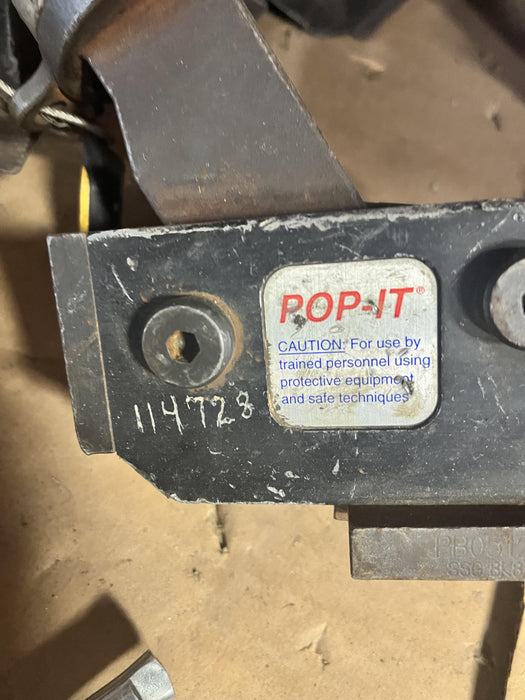 POP-IT®
CAUTION: For use by
trained personnel using
protective equipment
and safe techniques
114728